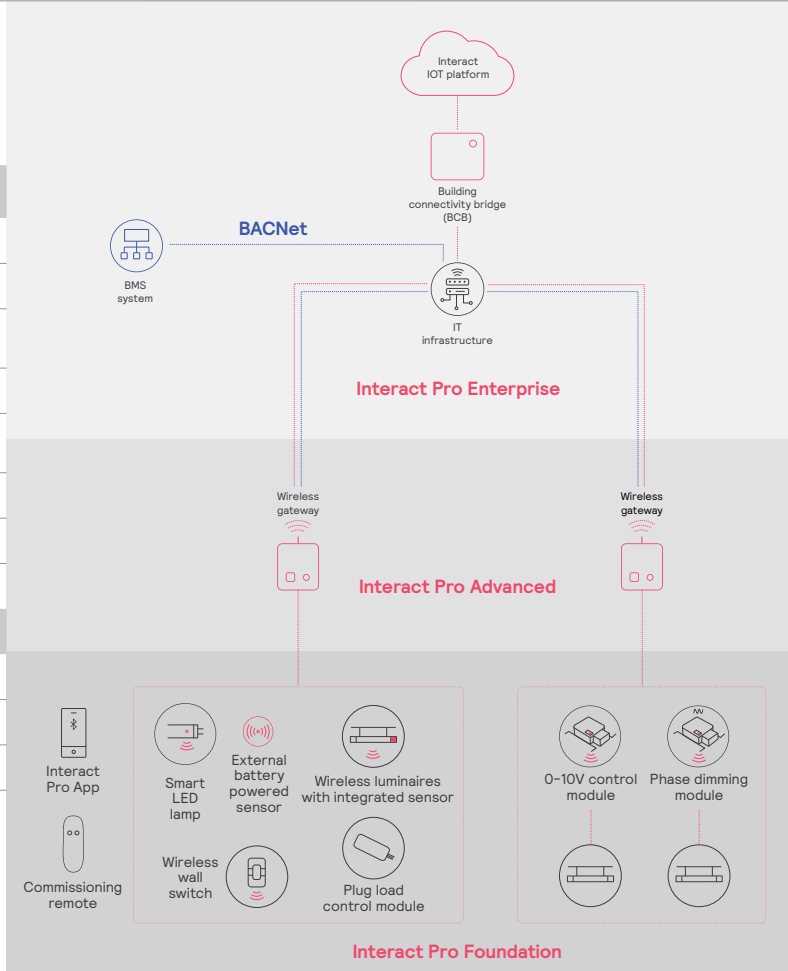 Interact
IOT platform
Building
connectivity bridge
(BCB)
BACNet
BMS
system
IT
infrastructure
Interact Pro Enterprise
Wireless
gateway
Wireless
gateway
Interact Pro Advanced
Interact
Pro App
Smart
LED
lamp
External
battery
powered
sensor
Wireless luminaires
with integrated sensor
0-10V control
module
Phase dimming
module
Commissioning
remote
Wireless
wall
switch
Plug load
control module
Interact Pro Foundation